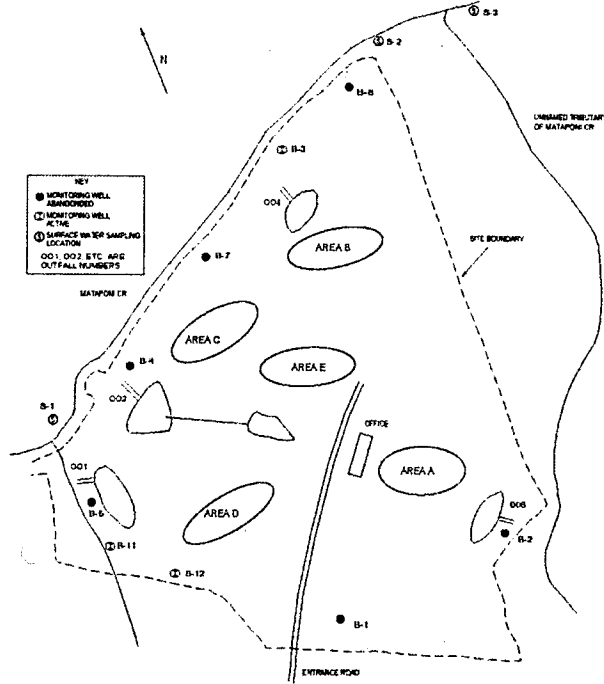 S-3
S-2
N
B-8
UNNAMED TRIBUTARY
OF MATAPONI CR
B-3
KEY
MONITORING WELL
ABANDONDED
MONITORING WELL
ACTIVE
SURFACE WATER SAMPLING
LOCATION
001, 002, ETC. ARE
OUTFALL NUMBERS
004
SITE BOUNDARY
AREA B
B-7
MATAPONI CR
AREA C
B-4
AREA E
002
S-1
OFFICE
001
AREA A
B-5
AREA D
006
B-2
B-11
B-12
B-1
ENTRANCE ROAD